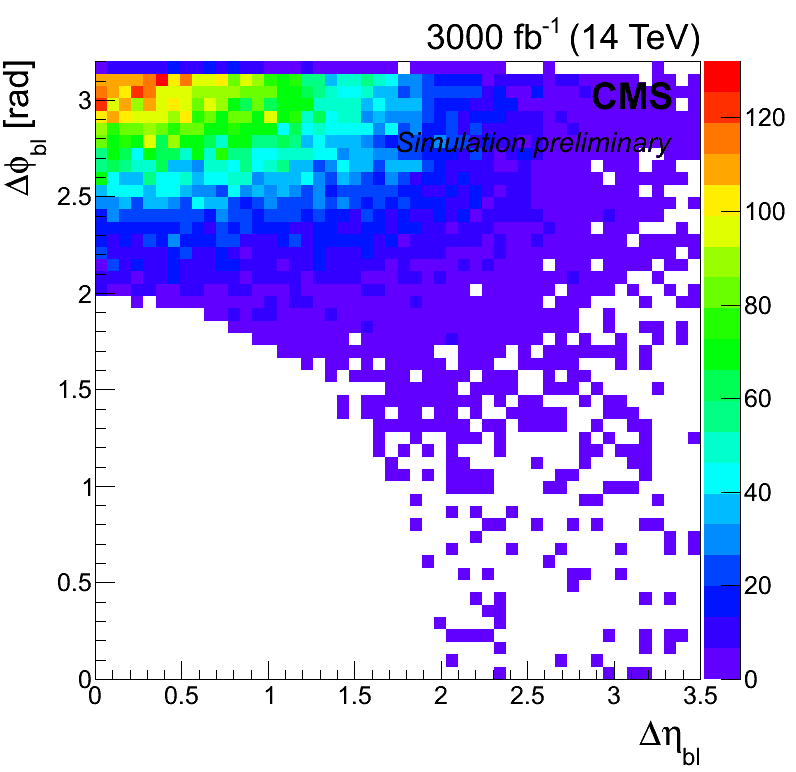 3000 fb⁻¹ (14 TeV)
CMS
Simulation preliminary
Δϕbl [rad]
3
2.5
2
1.5
1
0.5
0
0 0.5 1 1.5 2 2.5 3 3.5
Δηbl
120
100
80
60
40
20
0